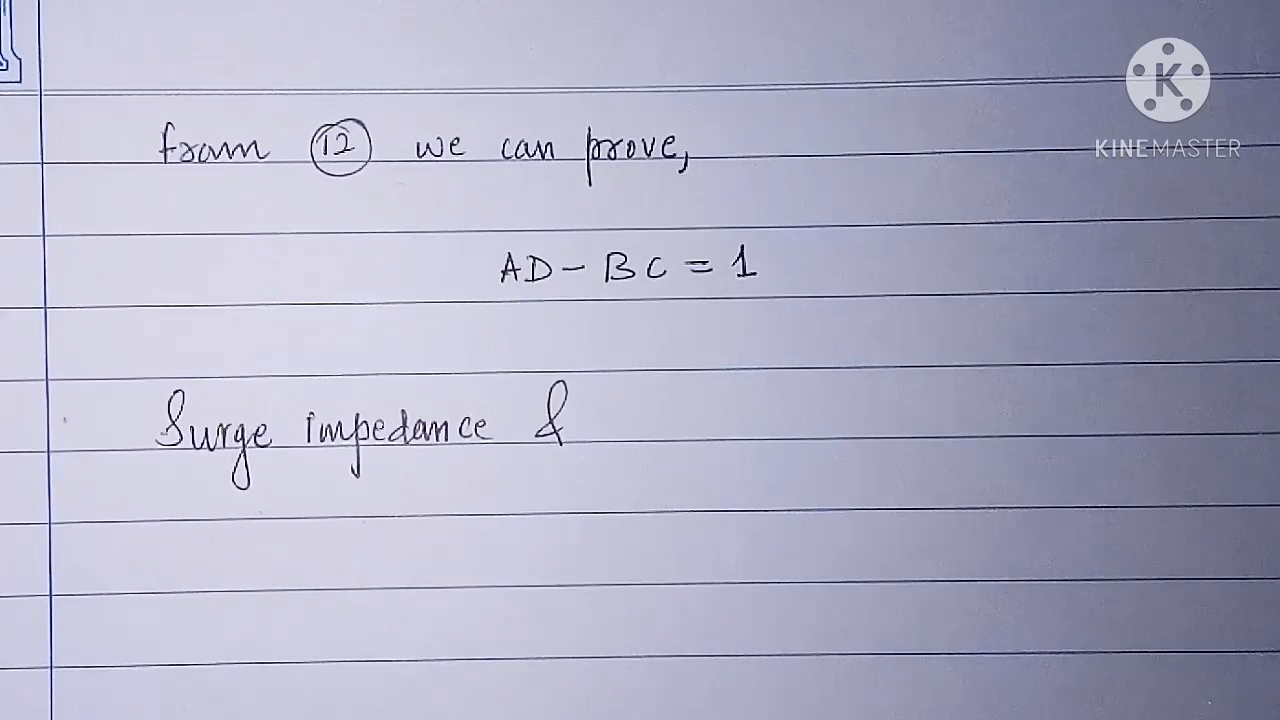 from 12 we can prove,
AD - BC = 1
Surge impedance &
K
KINEMASTER